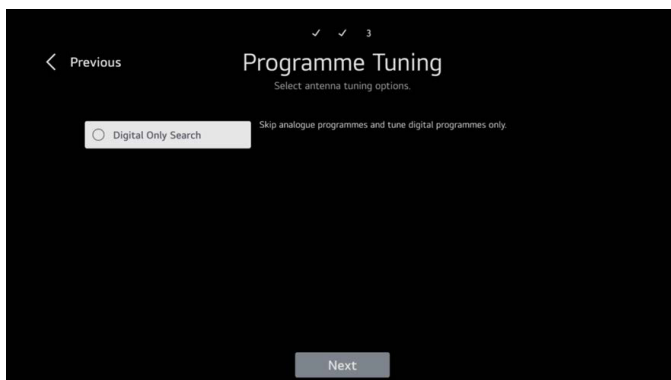 ✓ ✓ 3
Previous
Programme Tuning
Select antenna tuning options.
Digital Only Search
Skip analogue programmes and tune digital programmes only.
Next